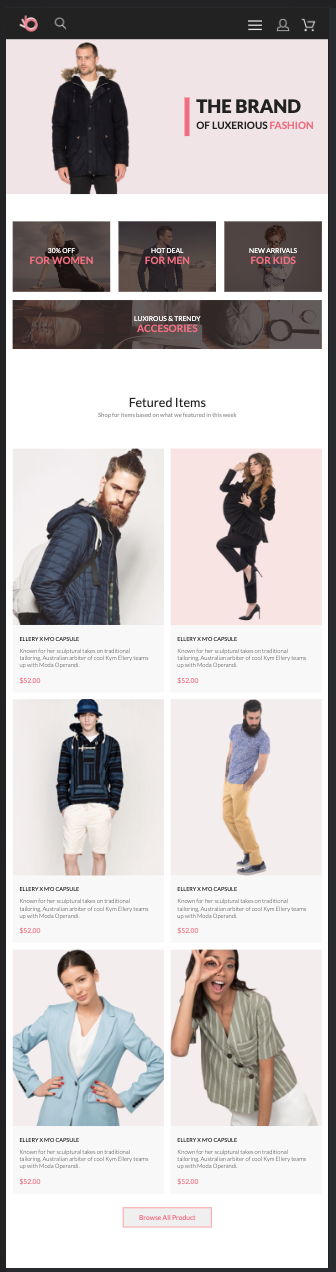 THE BRAND
OF LUXERIOUS FASHION
30% OFF
FOR WOMEN
HOT DEAL
FOR MEN
NEW ARRIVALS
FOR KIDS
LUXIROUS & TRENDY
ACCESORIES
Fetured Items
Shop for items based on what we featured in this week
ELLERY X M'O CAPSULE
Known for her sculptural takes on traditional
tailoring, Australian arbiter of cool Kym Ellery teams
up with Moda Operandi.
$52.00
ELLERY X M'O CAPSULE
Known for her sculptural takes on traditional
tailoring, Australian arbiter of cool Kym Ellery teams
up with Moda Operandi.
$52.00
ELLERY X M'O CAPSULE
Known for her sculptural takes on traditional
tailoring, Australian arbiter of cool Kym Ellery teams
up with Moda Operandi.
$52.00
ELLERY X M'O CAPSULE
Known for her sculptural takes on traditional
tailoring, Australian arbiter of cool Kym Ellery teams
up with Moda Operandi.
$52.00
ELLERY X M'O CAPSULE
Known for her sculptural takes on traditional
tailoring, Australian arbiter of cool Kym Ellery teams
up with Moda Operandi.
$52.00
ELLERY X M'O CAPSULE
Known for her sculptural takes on traditional
tailoring, Australian arbiter of cool Kym Ellery teams
up with Moda Operandi.
$52.00
Browse All Product